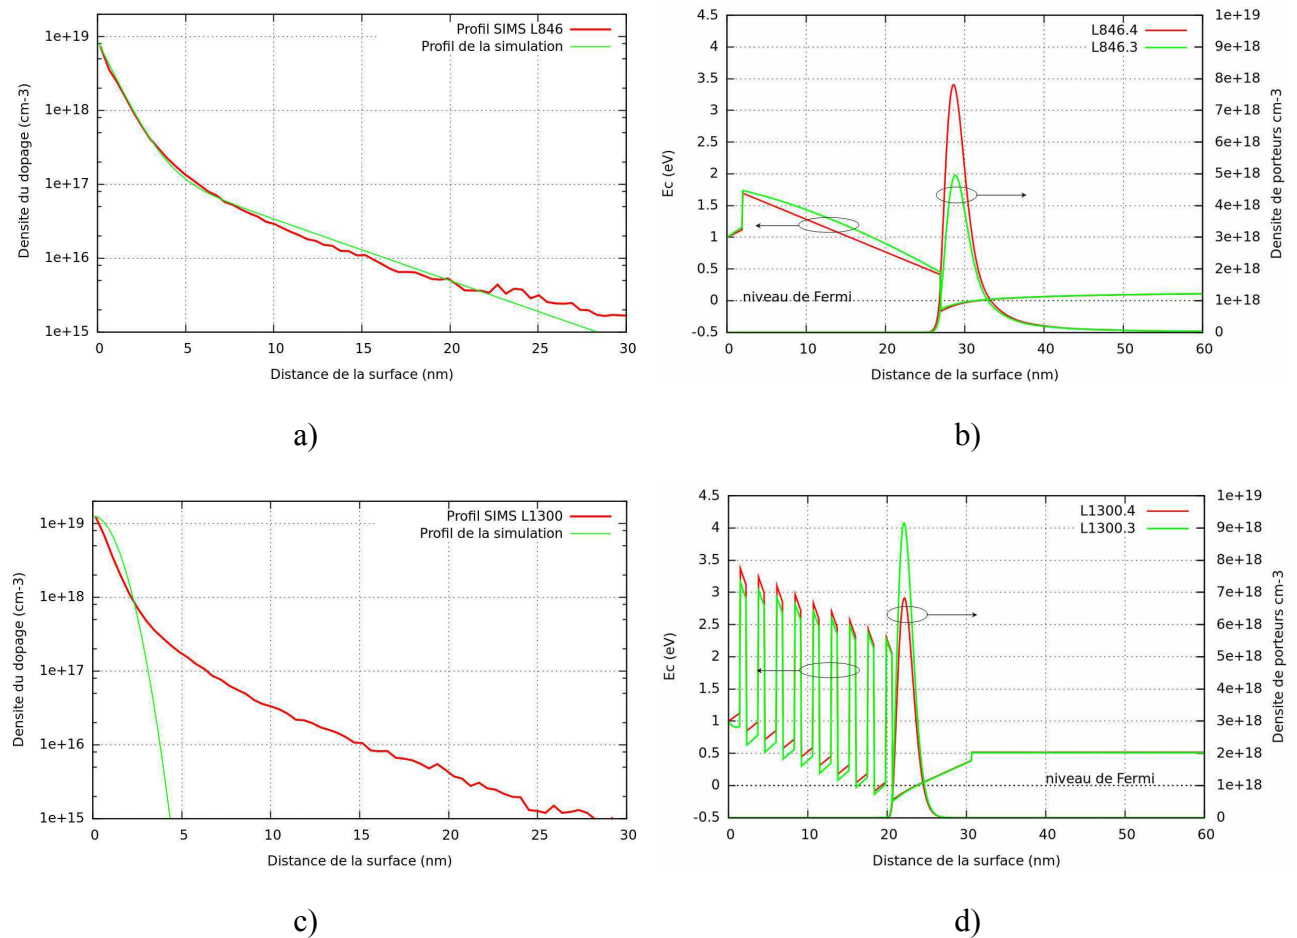 Profil SIMS L846
Profil de la simulation
1e+19
1e+18
1e+17
1e+16
1e+15
Densite du dopage (cm-3)
0 5 10 15 20 25 30
Distance de la surface (nm)
a)
L846.4
L846.3
4.5
4
3.5
3
2.5
2
1.5
1
0.5
0
-0.5
Ec (eV)
niveau de Fermi
1e+19
9e+18
8e+18
7e+18
6e+18
5e+18
4e+18
3e+18
2e+18
1e+18
0
Densite de porteurs cm-3
0 10 20 30 40 50 60
Distance de la surface (nm)
b)
Profil SIMS L1300
Profil de la simulation
1e+19
1e+18
1e+17
1e+16
1e+15
Densite du dopage (cm-3)
0 5 10 15 20 25 30
Distance de la surface (nm)
c)
L1300.4
L1300.3
4.5
4
3.5
3
2.5
2
1.5
1
0.5
0
-0.5
Ec (eV)
niveau de Fermi
1e+19
9e+18
8e+18
7e+18
6e+18
5e+18
4e+18
3e+18
2e+18
1e+18
0
Densite de porteurs cm-3
0 10 20 30 40 50 60
Distance de la surface (nm)
d)